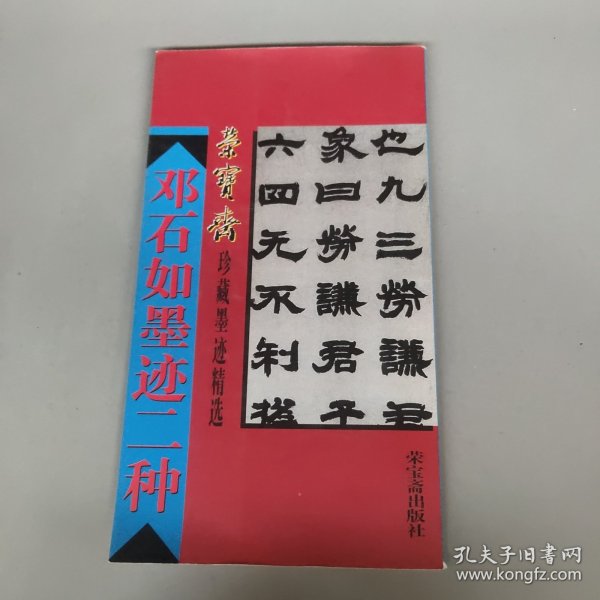 荣宝斋
珍藏墨迹精选
邓石如墨迹二种
也九三劳謙君
象曰劳謙君子
六四无不利撝
荣宝斋出版社
孔夫子旧书网
www.kongfz.com